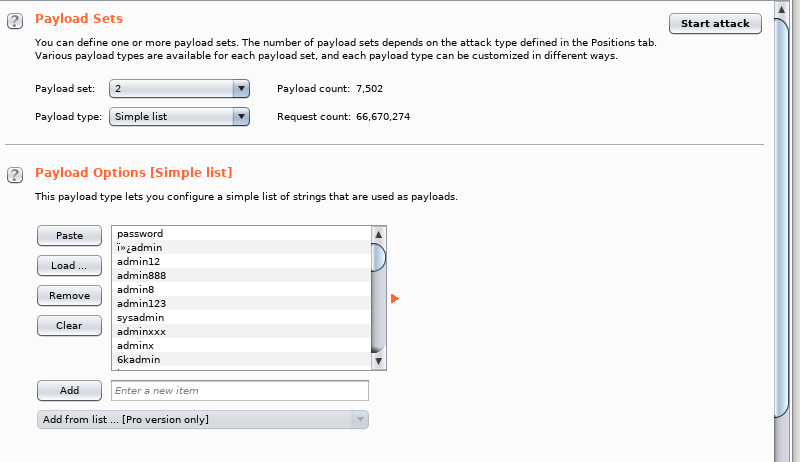 Payload Sets
Start attack
You can define one or more payload sets. The number of payload sets depends on the attack type defined in the Positions tab.
Various payload types are available for each payload set, and each payload type can be customized in different ways.
Payload set: 2 Payload count: 7,502
Payload type: Simple list Request count: 66,670,274
Payload Options [Simple list]
This payload type lets you configure a simple list of strings that are used as payloads.
Paste
Load ...
Remove
Clear
password
ï»¿admin
admin12
admin888
admin8
admin123
sysadmin
adminxxx
adminx
6kadmin
Add Enter a new item
Add from list ... [Pro version only]